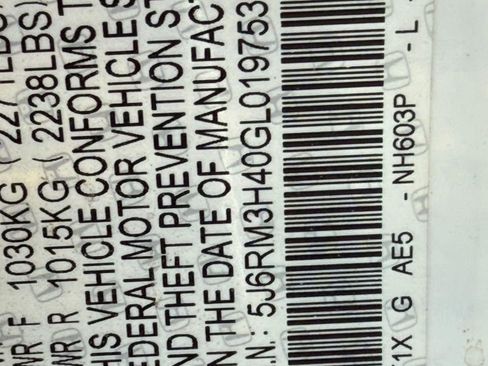 WR F 1030KG ( 2271LBS
WR R 1015KG ( 2238LBS)
HIS VEHICLE CONFORMS T
EDERAL MOTOR VEHICLE S
ND THEFT PREVENTION ST
N THE DATE OF MANUFAC
.N.: 5J6RM3H40GL019753
1X G AE5 - NH603P - L